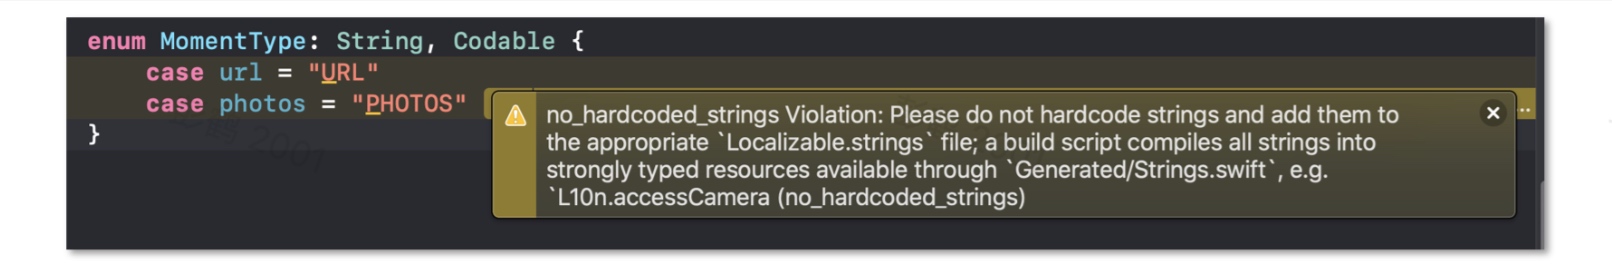 enum MomentType: String, Codable {
case url = "URL"
case photos = "PHOTOS"
}
no_hardcoded_strings Violation: Please do not hardcode strings and add them to
the appropriate `Localizable.strings` file; a build script compiles all strings into
strongly typed resources available through `Generated/Strings.swift`, e.g.
`L10n.accessCamera (no_hardcoded_strings)
...
2001